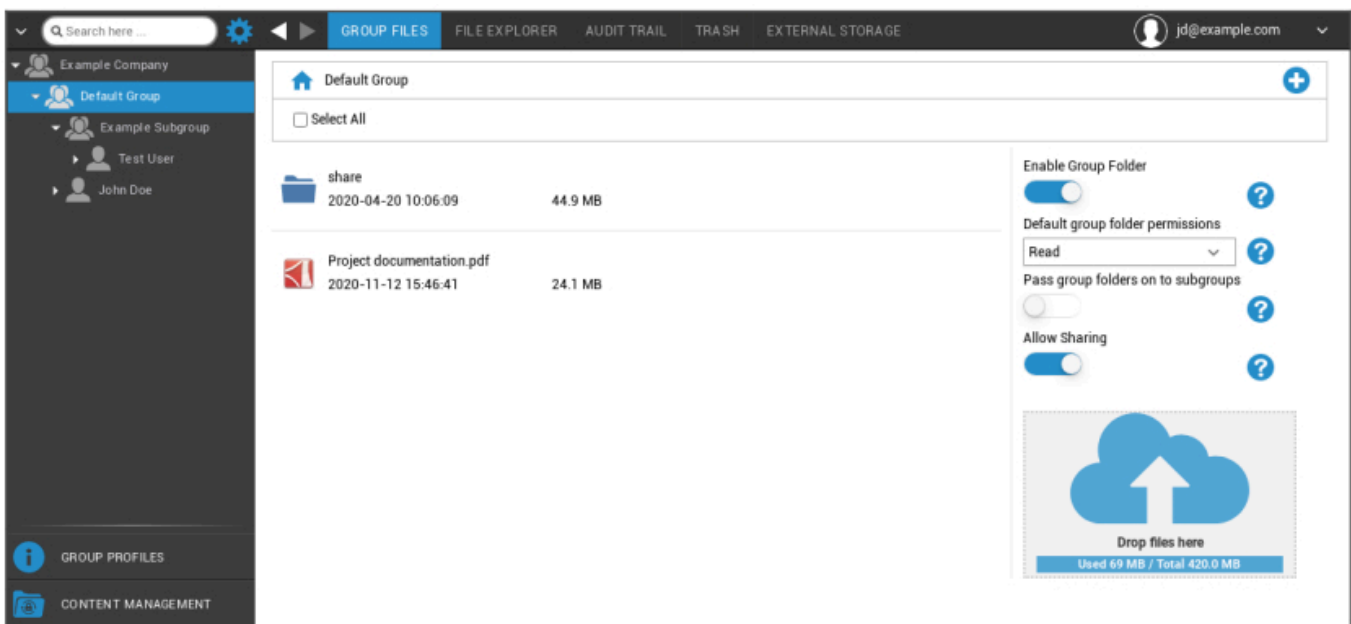 Search here ...
GROUP FILES FILE EXPLORER AUDIT TRAIL TRASH EXTERNAL STORAGE jd@example.com
Example Company
Default Group
Example Subgroup
Test User
John Doe
GROUP PROFILES
CONTENT MANAGEMENT
Default Group
Select All
share
2020-04-20 10:06:09 44.9 MB
Project documentation.pdf
2020-11-12 15:46:41 24.1 MB
Enable Group Folder
Default group folder permissions
Read
Pass group folders on to subgroups
Allow Sharing
Drop files here
Used 69 MB / Total 420.0 MB